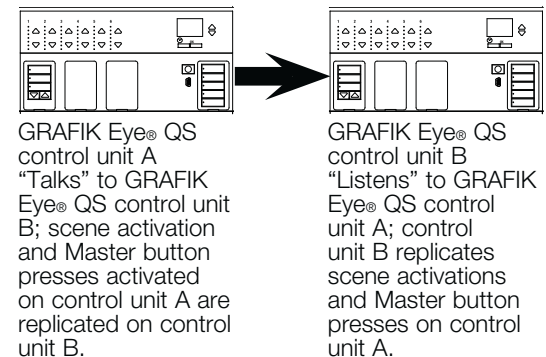 GRAFIK Eye® QS
control unit A
“Talks” to GRAFIK
Eye® QS control unit
B; scene activation
and Master button
presses activated
on control unit A are
replicated on control
unit B.
GRAFIK Eye® QS
control unit B
“Listens” to GRAFIK
Eye® QS control
unit A; control
unit B replicates
scene activations
and Master button
presses on control
unit A.